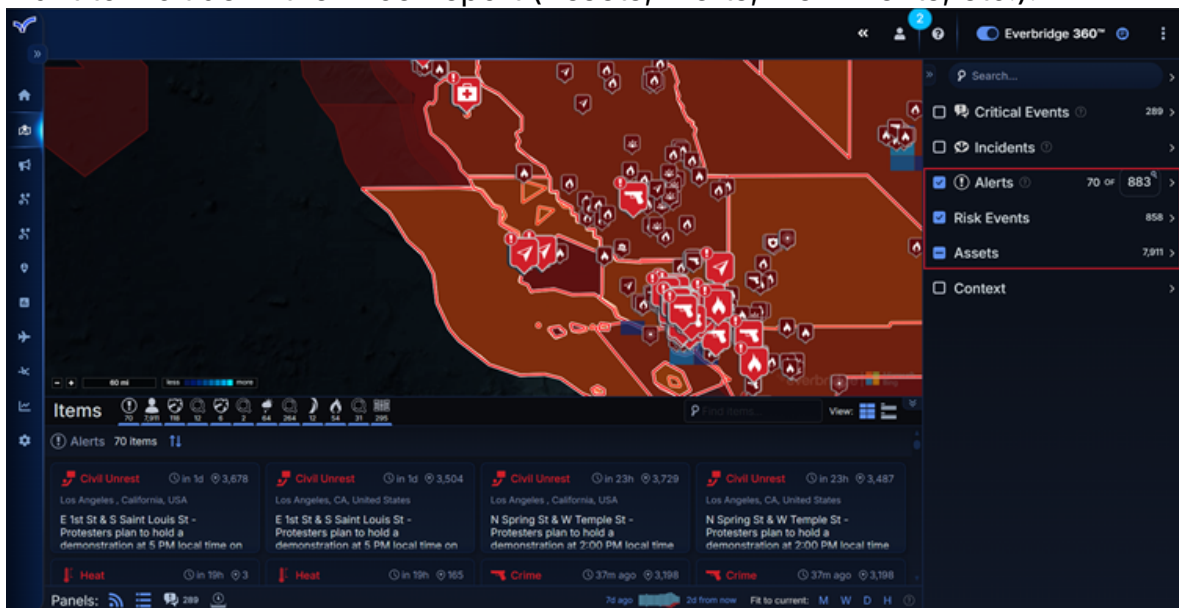 2
Everbridge 360™
Search...
Critical Events 289
Incidents
Alerts 70 OF 883
Risk Events 858
Assets 7,911
Context
60 mi
less more
Items
70 7,911 118 12 6 2 64 264 12 54 31 295
Find items...
View:
Alerts 70 items
Civil Unrest in 1d 3,678
Los Angeles , California, USA
E 1st St & S Saint Louis St -
Protesters plan to hold a
demonstration at 5 PM local time on
Civil Unrest in 1d 3,504
Los Angeles, CA, United States
E 1st St & S Saint Louis St -
Protesters plan to hold a
demonstration at 5 PM local time on
Civil Unrest in 23h 3,729
Los Angeles , California, USA
N Spring St & W Temple St -
Protesters plan to hold a
demonstration at 2:00 PM local time
Civil Unrest in 23h 3,487
Los Angeles, CA, United States
N Spring St & W Temple St -
Protesters plan to hold a
demonstration at 2:00 PM local time
Heat in 19h 3
Heat in 19h 165
Crime 37m ago 3,198
Crime 37m ago 3,198
Panels: 289
7d ago 2d from now Fit to current: M W D H